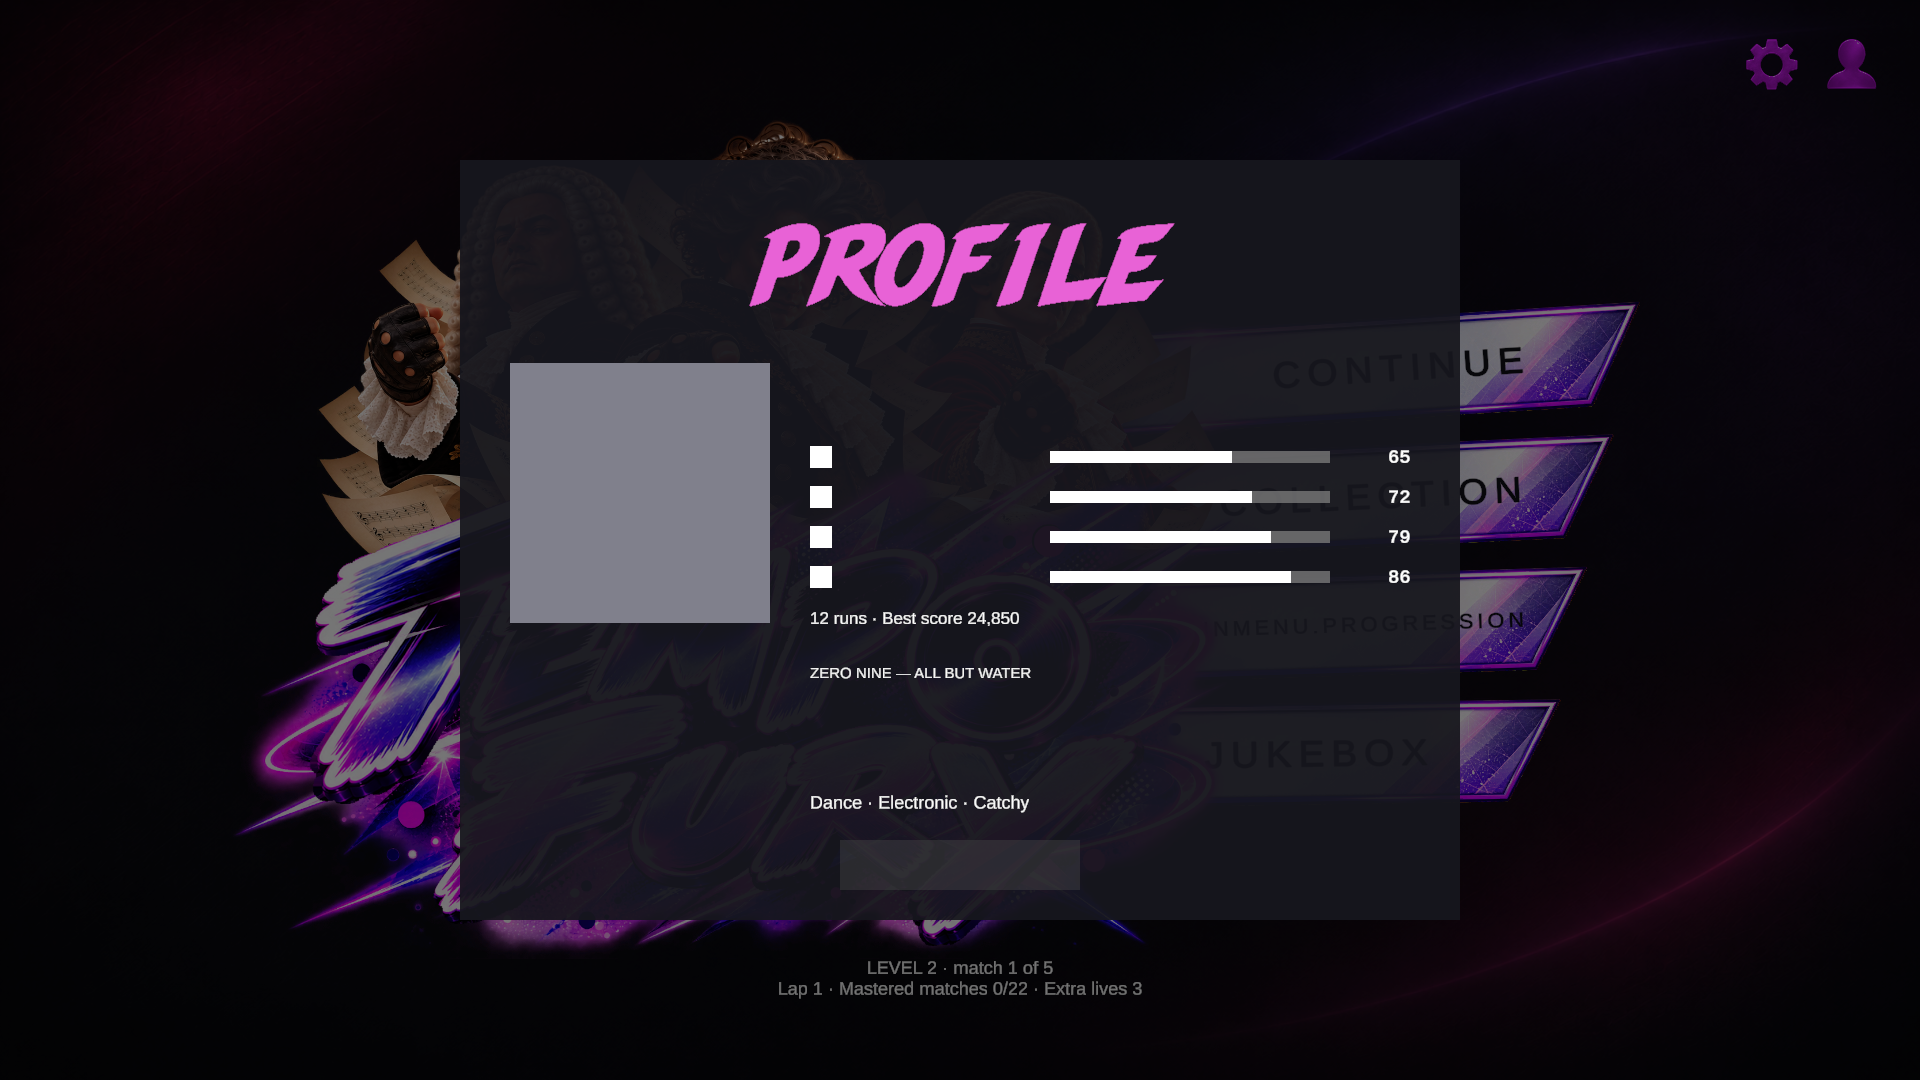 PROFILE
CONTINUE
65
COLLECTION
72
79
86
12 runs · Best score 24,850
NMENU.PROGRESSION
ZERO NINE — ALL BUT WATER
TEMPO
FURY
JUKEBOX
Dance · Electronic · Catchy
LEVEL 2 · match 1 of 5
Lap 1 · Mastered matches 0/22 · Extra lives 3